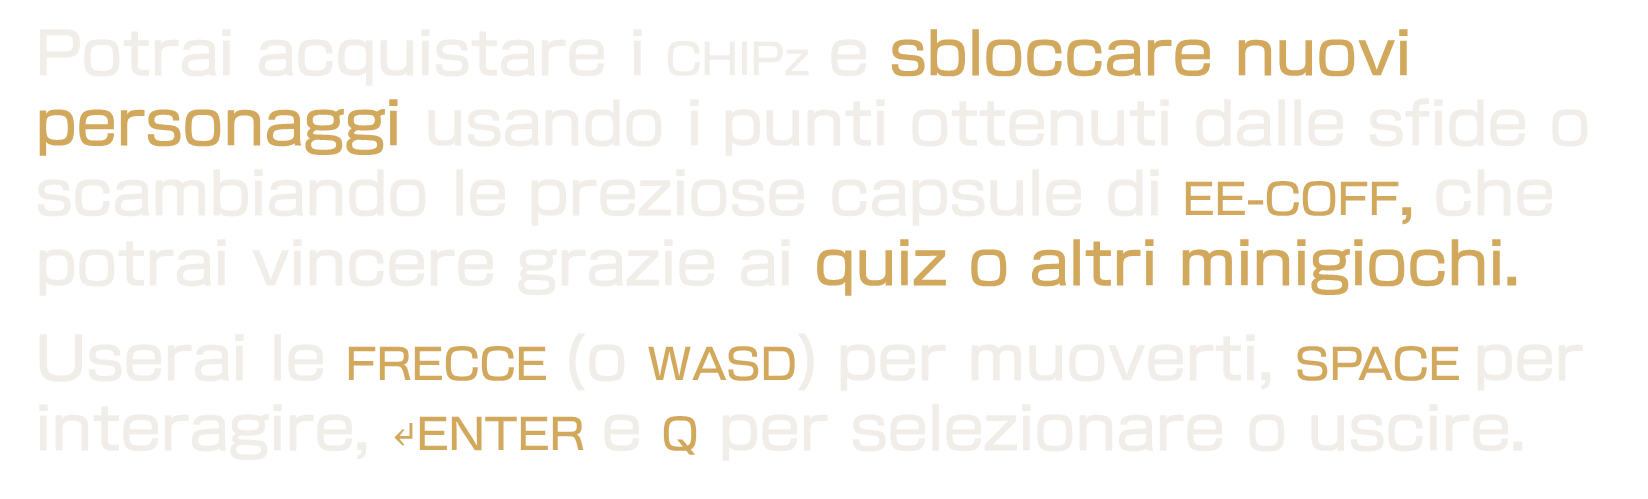 Potrai acquistare i CHIPz e sbloccare nuovi
personaggi usando i punti ottenuti dalle sfide o
scambiando le preziose capsule di EE-COFF, che
potrai vincere grazie ai quiz o altri minigiochi.
Userai le FRECCE (o WASD) per muoverti, SPACE per
interagire, ↵ENTER e Q per selezionare o uscire.